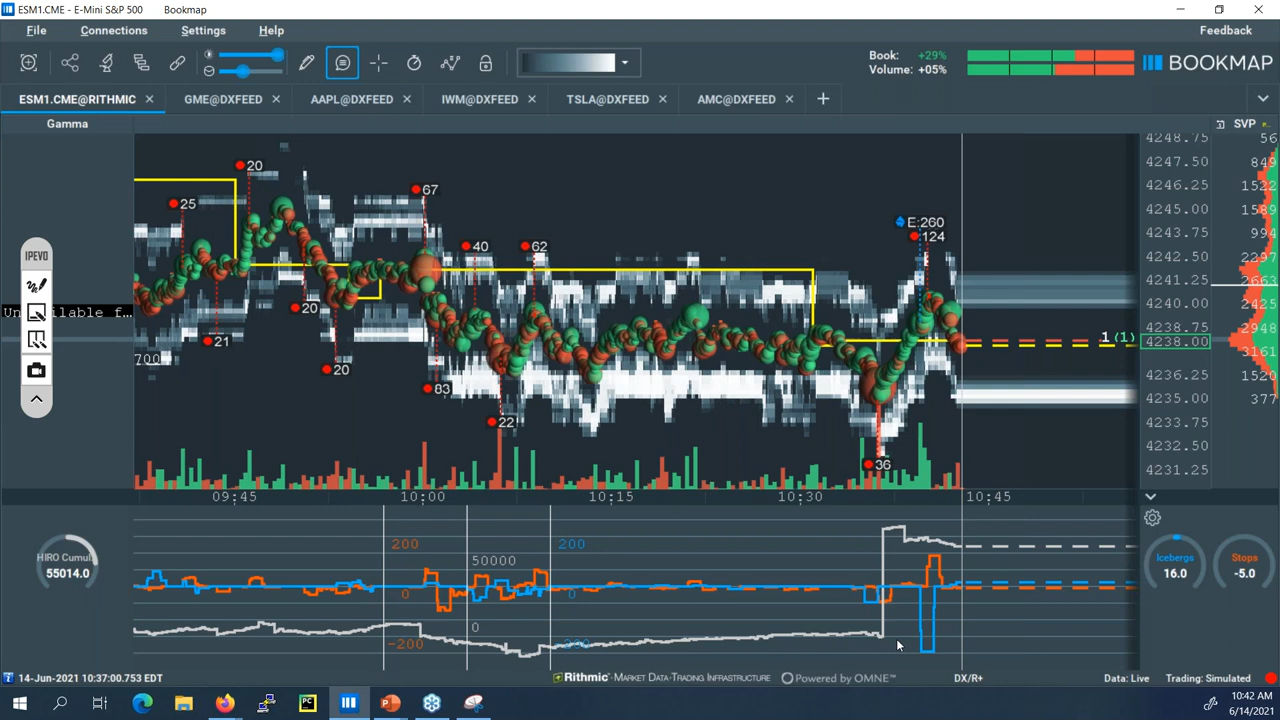 ESM1.CME - E-Mini S&P 500 Bookmap
File Connections Settings Help Feedback
Book: +29%
Volume: +05%
BOOKMAP
ESM1.CME@RITHMIC GME@DXFEED AAPL@DXFEED IWM@DXFEED TSLA@DXFEED AMC@DXFEED
Gamma
SVP
4248.75 56
4247.50 849
4246.25 1522
4245.00 1589
4243.75 994
4242.50 2297
4241.25 2663
4240.00 2425
4238.75 2948
4238.00
3161
4236.25 1520
4235.00 377
4233.75
4232.50
4231.25
20
67
25
E:260
124
40
62
IPEVO
20
21
1 (1)
700
20
83
22
36
09:45 10:00 10:15 10:30 10:45
200 200
50000
0 0
0
-200 -200
HIRO Cumul
55014.0
Icebergs
16.0
Stops
-5.0
14-Jun-2021 10:37:00.753 EDT
Rithmic • MARKET DATA•TRADING INFRASTRUCTURE
Powered by OMNE™
DX/R+
Data: Live
Trading: Simulated
PC
10:42 AM
6/14/2021